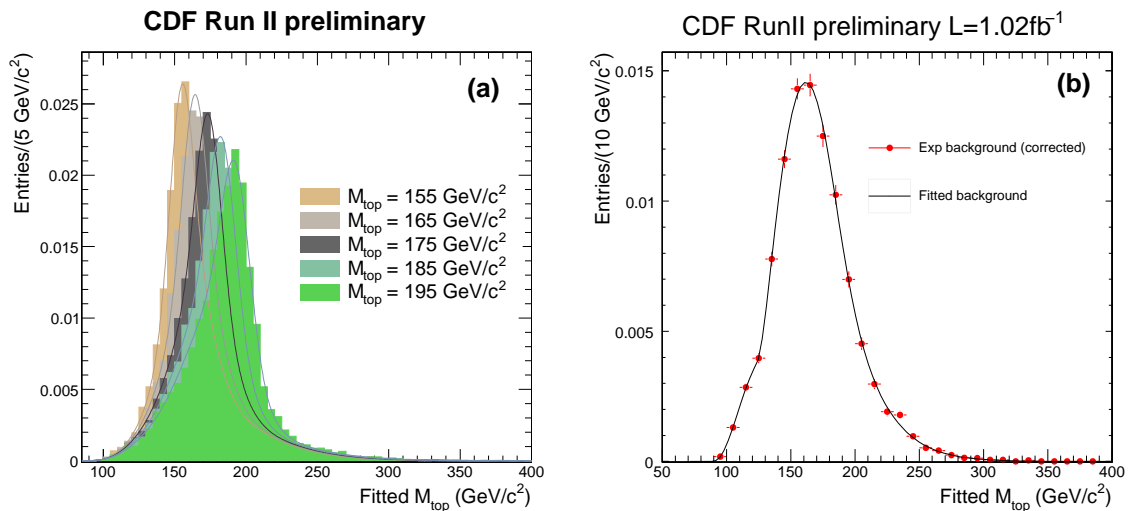 CDF Run II preliminary
(a)
Entries/(5 GeV/c²)
0.025
0.02
0.015
0.01
0.005
0
M_top = 155 GeV/c²
M_top = 165 GeV/c²
M_top = 175 GeV/c²
M_top = 185 GeV/c²
M_top = 195 GeV/c²
100 150 200 250 300 350 400
Fitted M_top (GeV/c²)
CDF RunII preliminary L=1.02fb⁻¹
(b)
Entries/(10 GeV/c²)
0.015
0.01
0.005
0
Exp background (corrected)
Fitted background
50 100 150 200 250 300 350 400
Fitted M_top (GeV/c²)